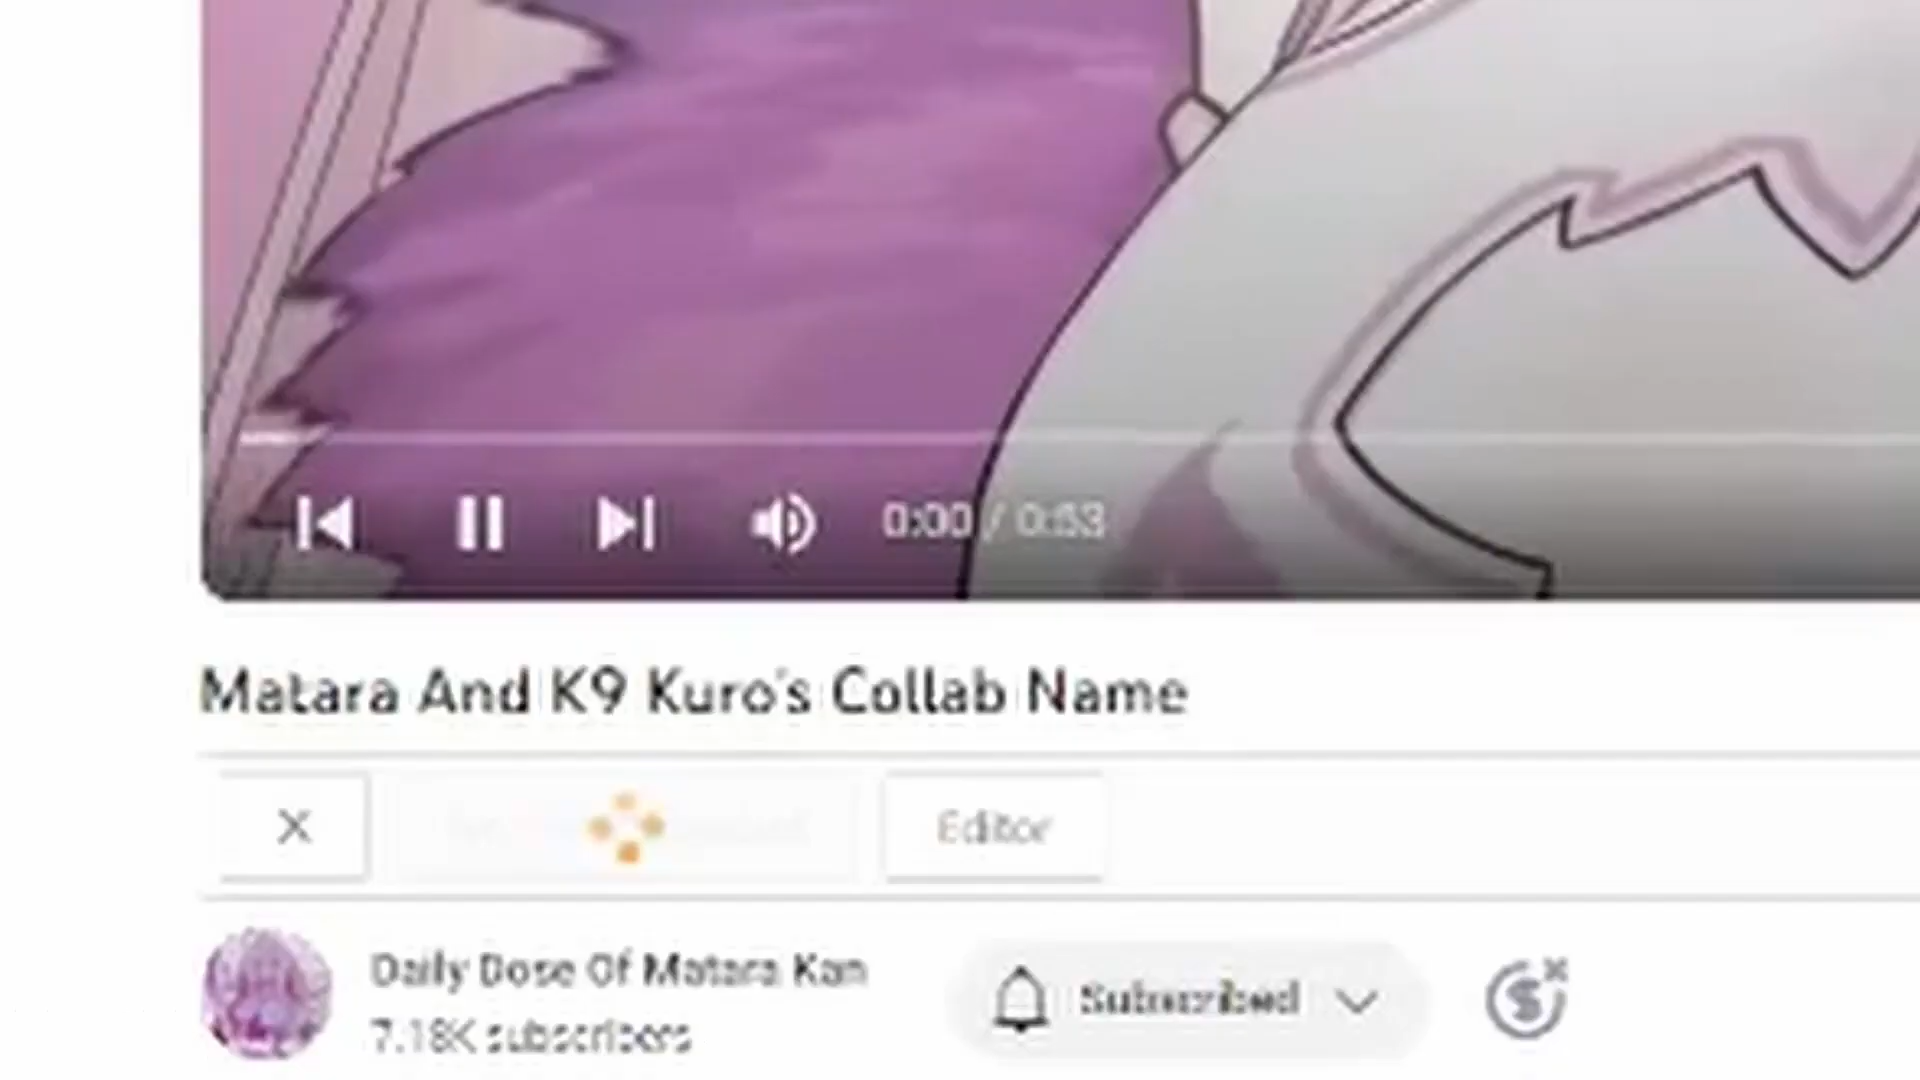 0:00 / 0:53
Matara And K9 Kuro's Collab Name
Editor
Daily Dose Of Matara Kan
Subscribed
7.18K subscribers